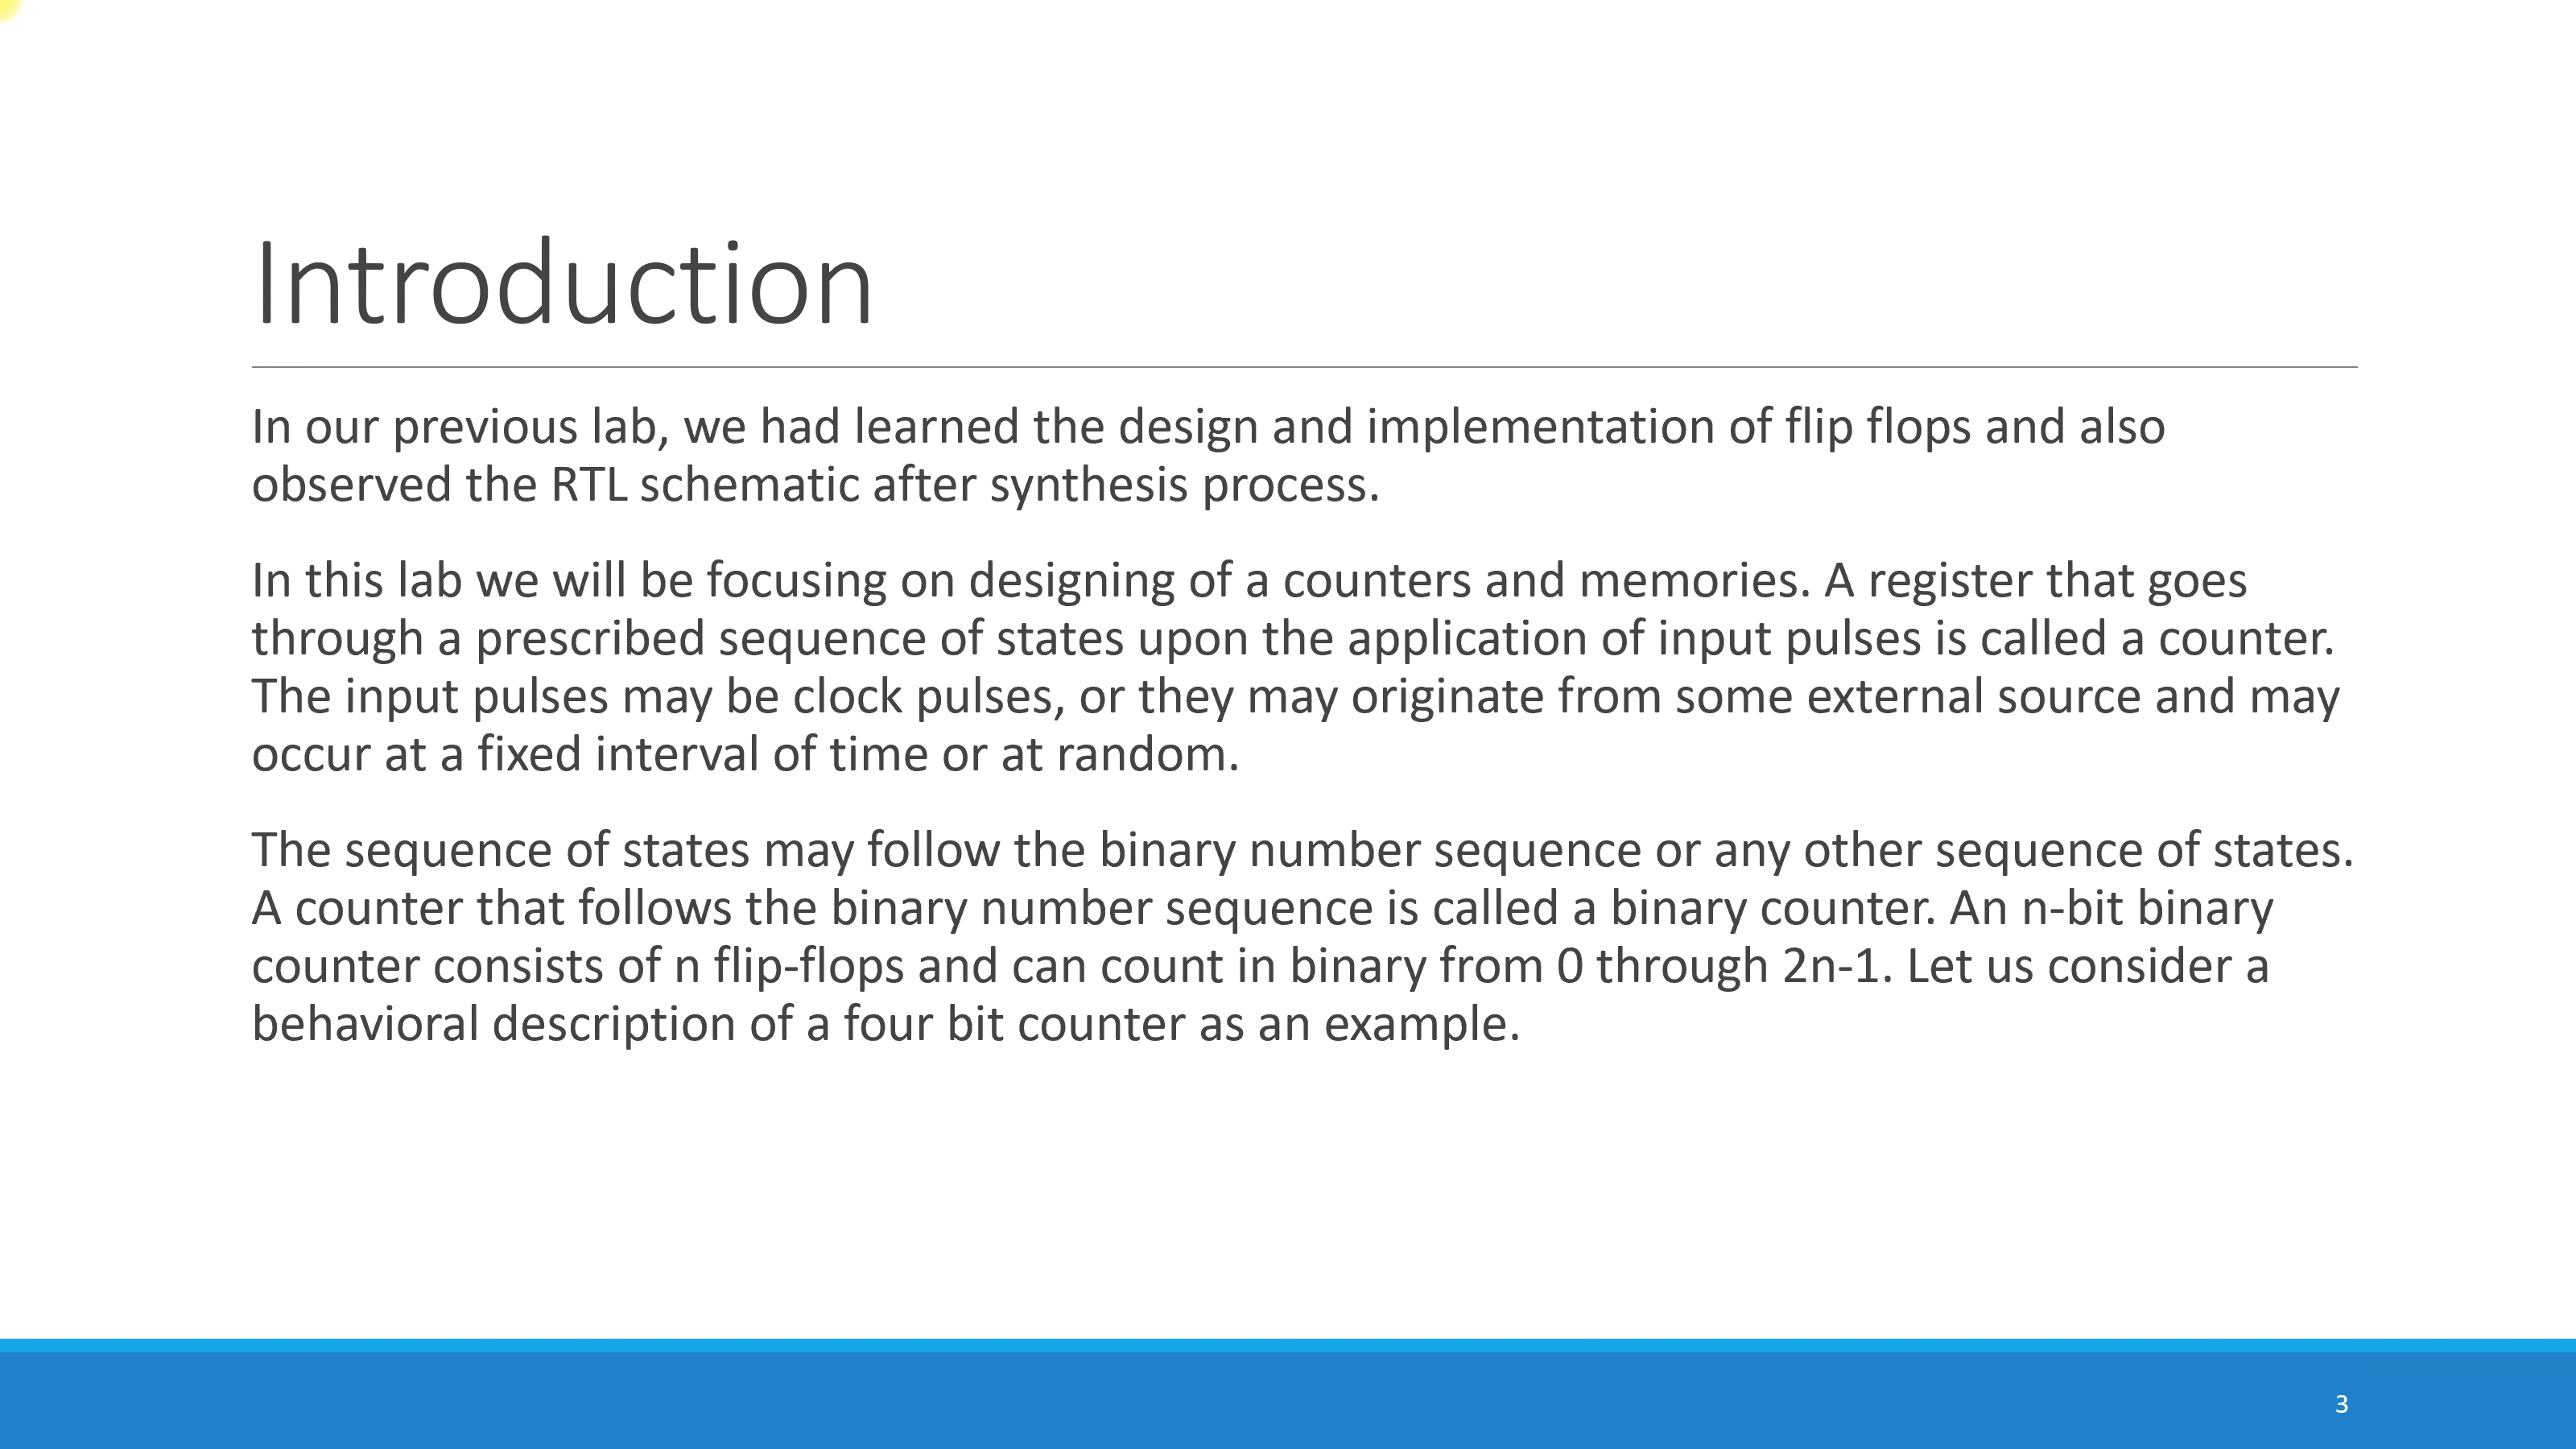 Introduction
In our previous lab, we had learned the design and implementation of flip flops and also
observed the RTL schematic after synthesis process.
In this lab we will be focusing on designing of a counters and memories. A register that goes
through a prescribed sequence of states upon the application of input pulses is called a counter.
The input pulses may be clock pulses, or they may originate from some external source and may
occur at a fixed interval of time or at random.
The sequence of states may follow the binary number sequence or any other sequence of states.
A counter that follows the binary number sequence is called a binary counter. An n-bit binary
counter consists of n flip-flops and can count in binary from 0 through 2n-1. Let us consider a
behavioral description of a four bit counter as an example.
3